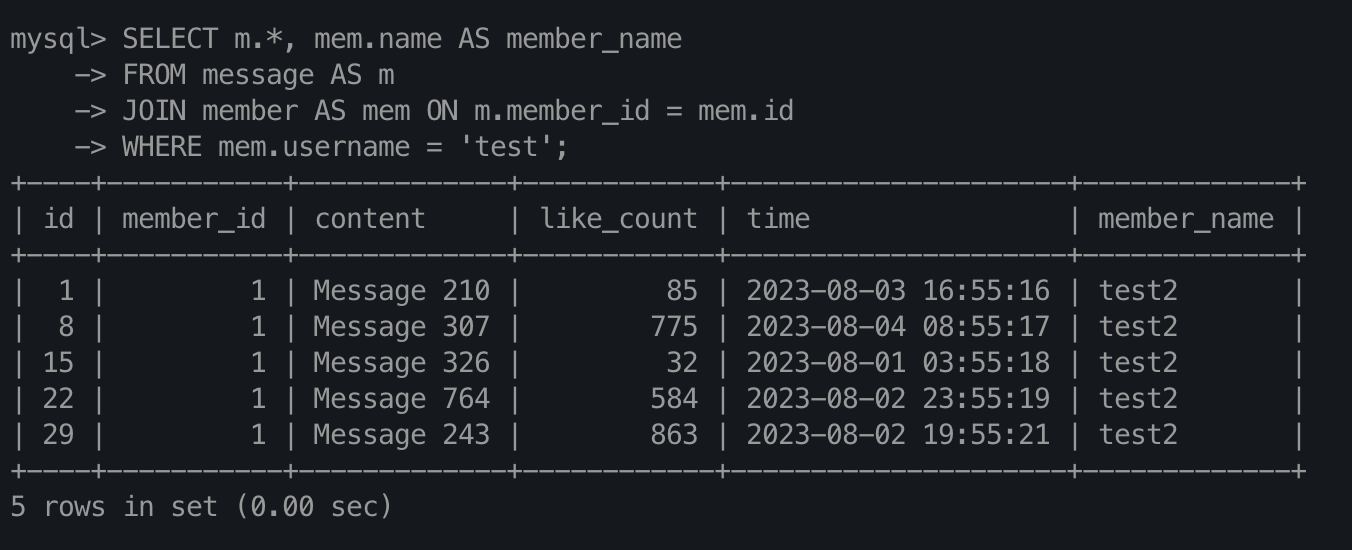 mysql> SELECT m.*, mem.name AS member_name
    -> FROM message AS m
    -> JOIN member AS mem ON m.member_id = mem.id
    -> WHERE mem.username = 'test';
+----+-----------+-------------+------------+---------------------+-------------+
| id | member_id | content     | like_count | time                | member_name |
+----+-----------+-------------+------------+---------------------+-------------+
|  1 |         1 | Message 210 |         85 | 2023-08-03 16:55:16 | test2       |
|  8 |         1 | Message 307 |        775 | 2023-08-04 08:55:17 | test2       |
| 15 |         1 | Message 326 |         32 | 2023-08-01 03:55:18 | test2       |
| 22 |         1 | Message 764 |        584 | 2023-08-02 23:55:19 | test2       |
| 29 |         1 | Message 243 |        863 | 2023-08-02 19:55:21 | test2       |
+----+-----------+-------------+------------+---------------------+-------------+
5 rows in set (0.00 sec)